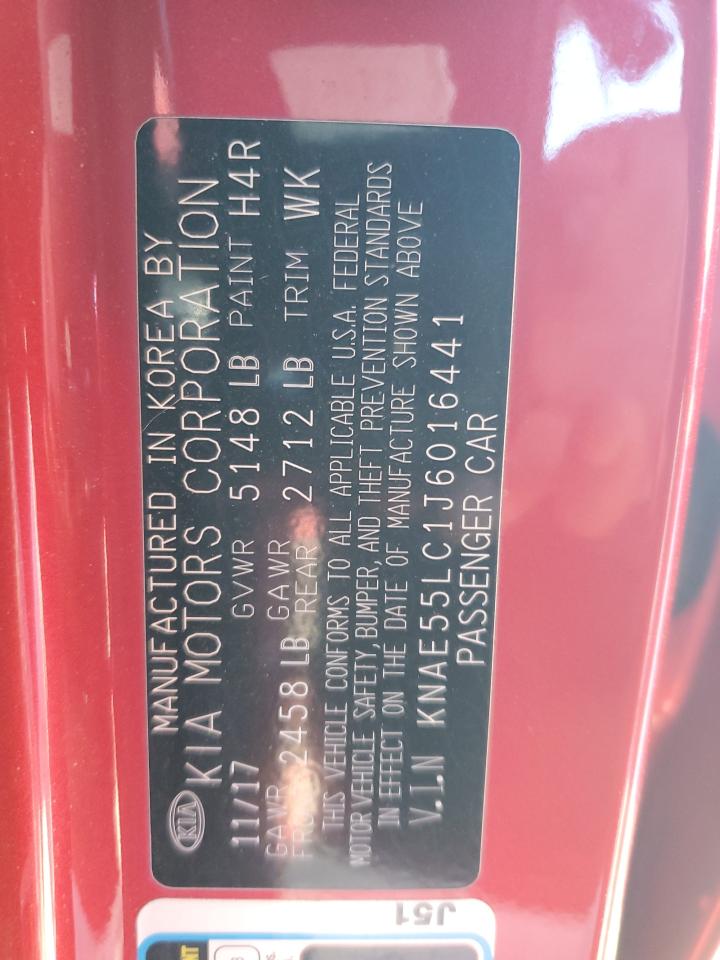 KIA
MANUFACTURED IN KOREA BY
KIA MOTORS CORPORATION
11/17 GVWR 5148 LB PAINT H4R
GAWR 2458 LB GAWR 2712 LB TRIM WK
FRONT REAR
THIS VEHICLE CONFORMS TO ALL APPLICABLE U.S.A. FEDERAL
MOTOR VEHICLE SAFETY, BUMPER, AND THEFT PREVENTION STANDARDS
IN EFFECT ON THE DATE OF MANUFACTURE SHOWN ABOVE
V.I.N KNAE55LC1J6016441
PASSENGER CAR
J51